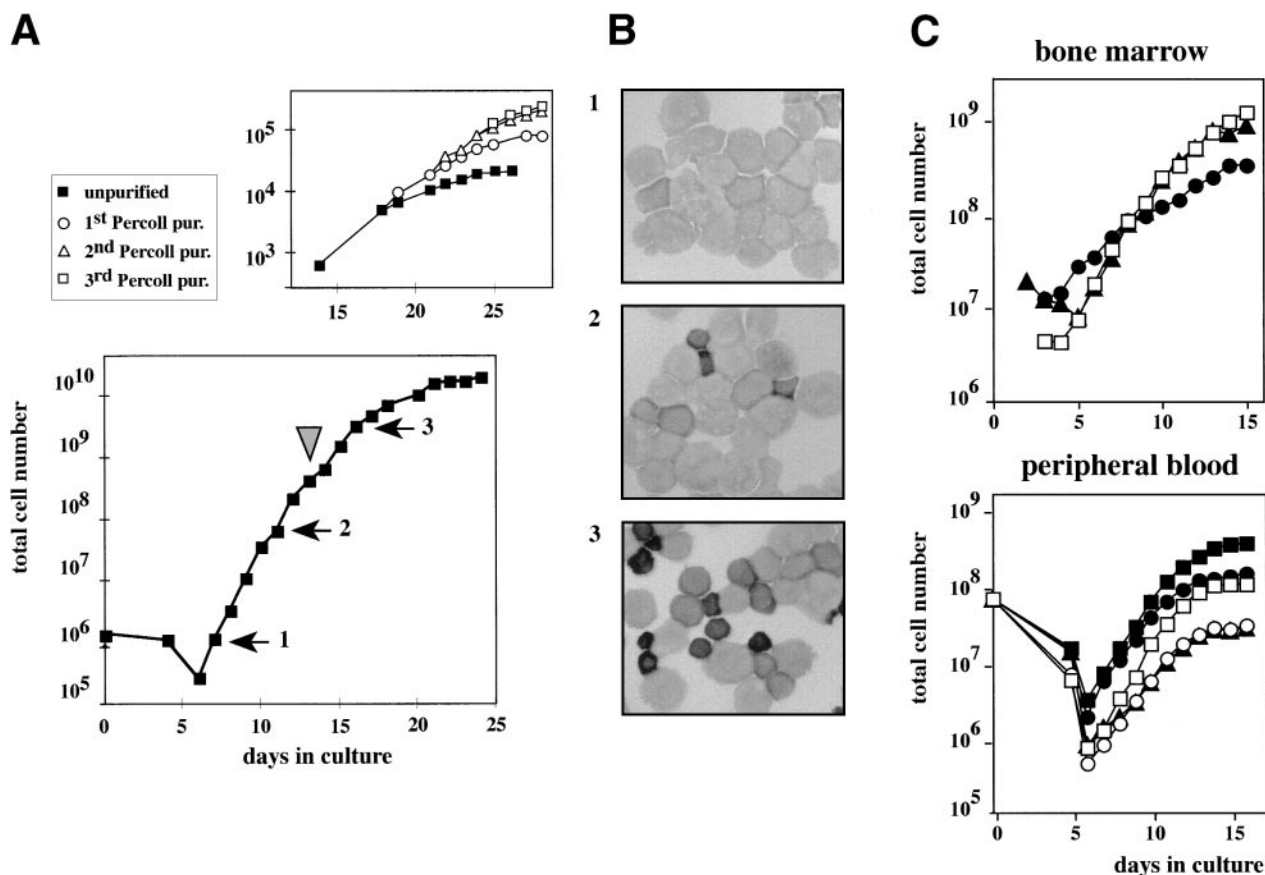 A
10^5
10^4
10^3
15 20 25
■ unpurified
○ 1st Percoll pur.
△ 2nd Percoll pur.
□ 3rd Percoll pur.
total cell number
10^10
10^9
10^8
10^7
10^6
10^5
3
2
1
0 5 10 15 20 25
days in culture
B
1
2
3
C
bone marrow
total cell number
10^9
10^8
10^7
10^6
0 5 10 15
peripheral blood
total cell number
10^9
10^8
10^7
10^6
10^5
0 5 10 15
days in culture